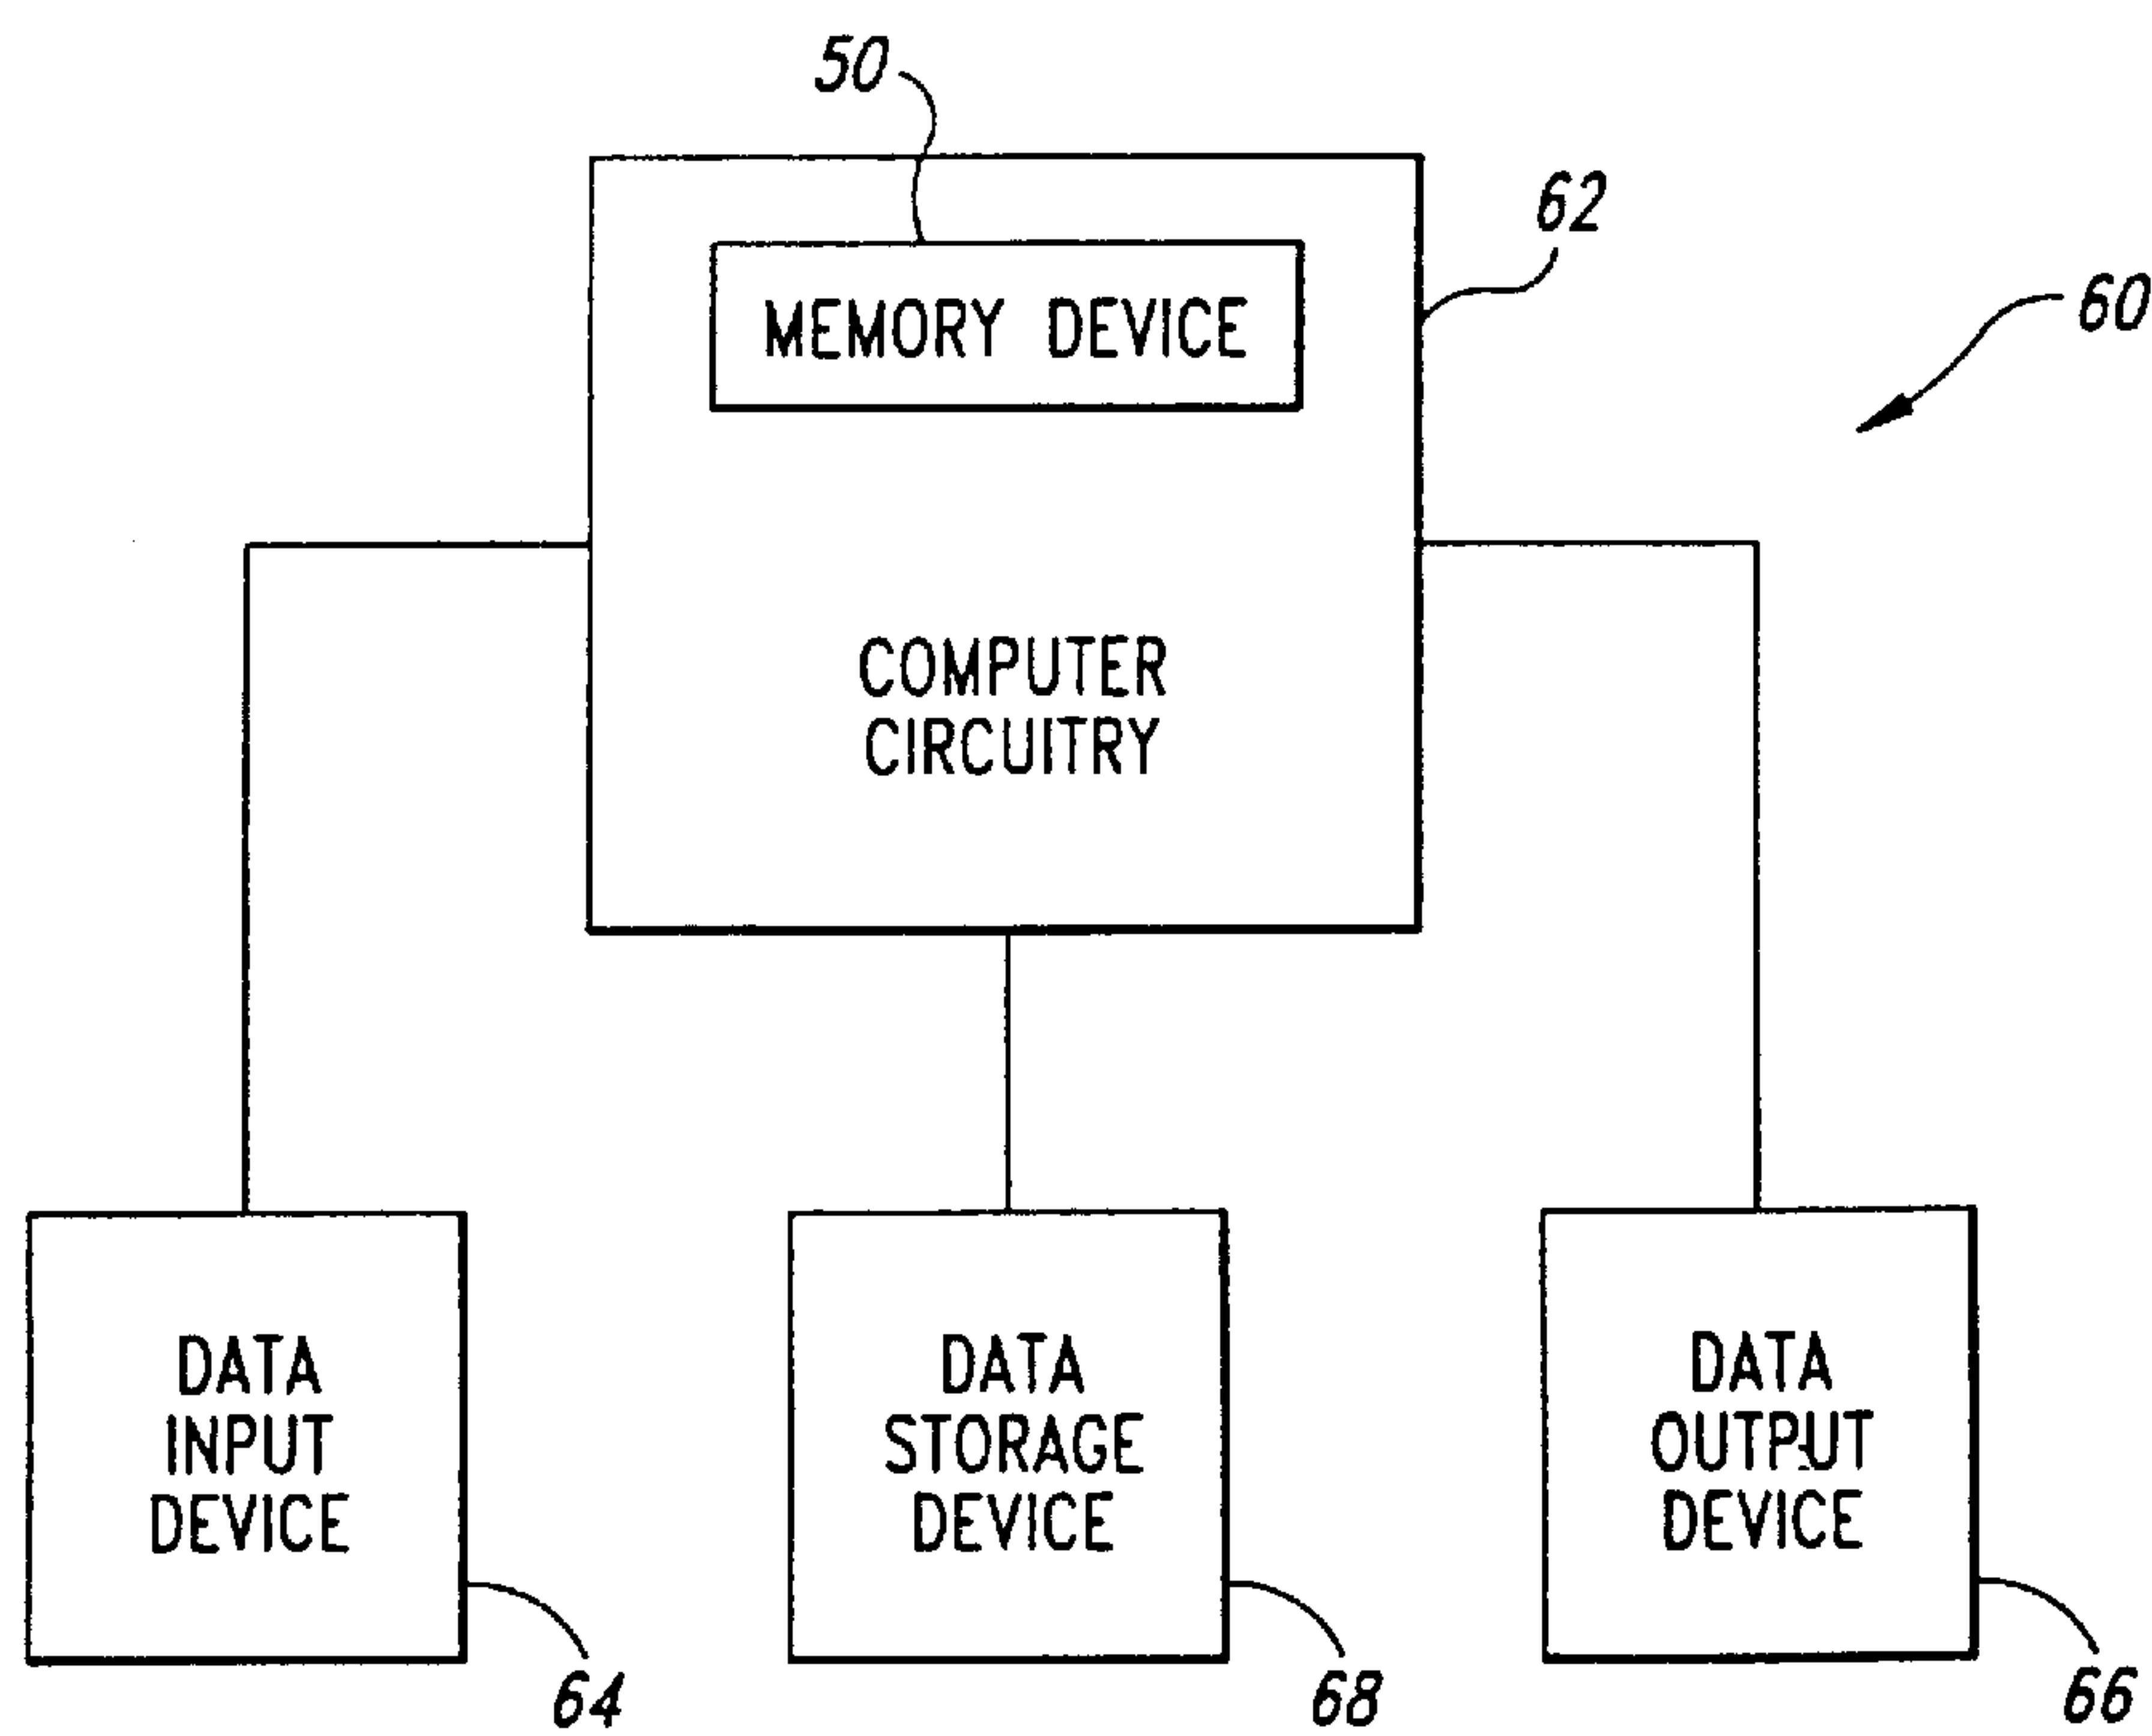 50
62
60
MEMORY DEVICE
COMPUTER
CIRCUITRY
DATA
INPUT
DEVICE
64
DATA
STORAGE
DEVICE
68
DATA
OUTPUT
DEVICE
66